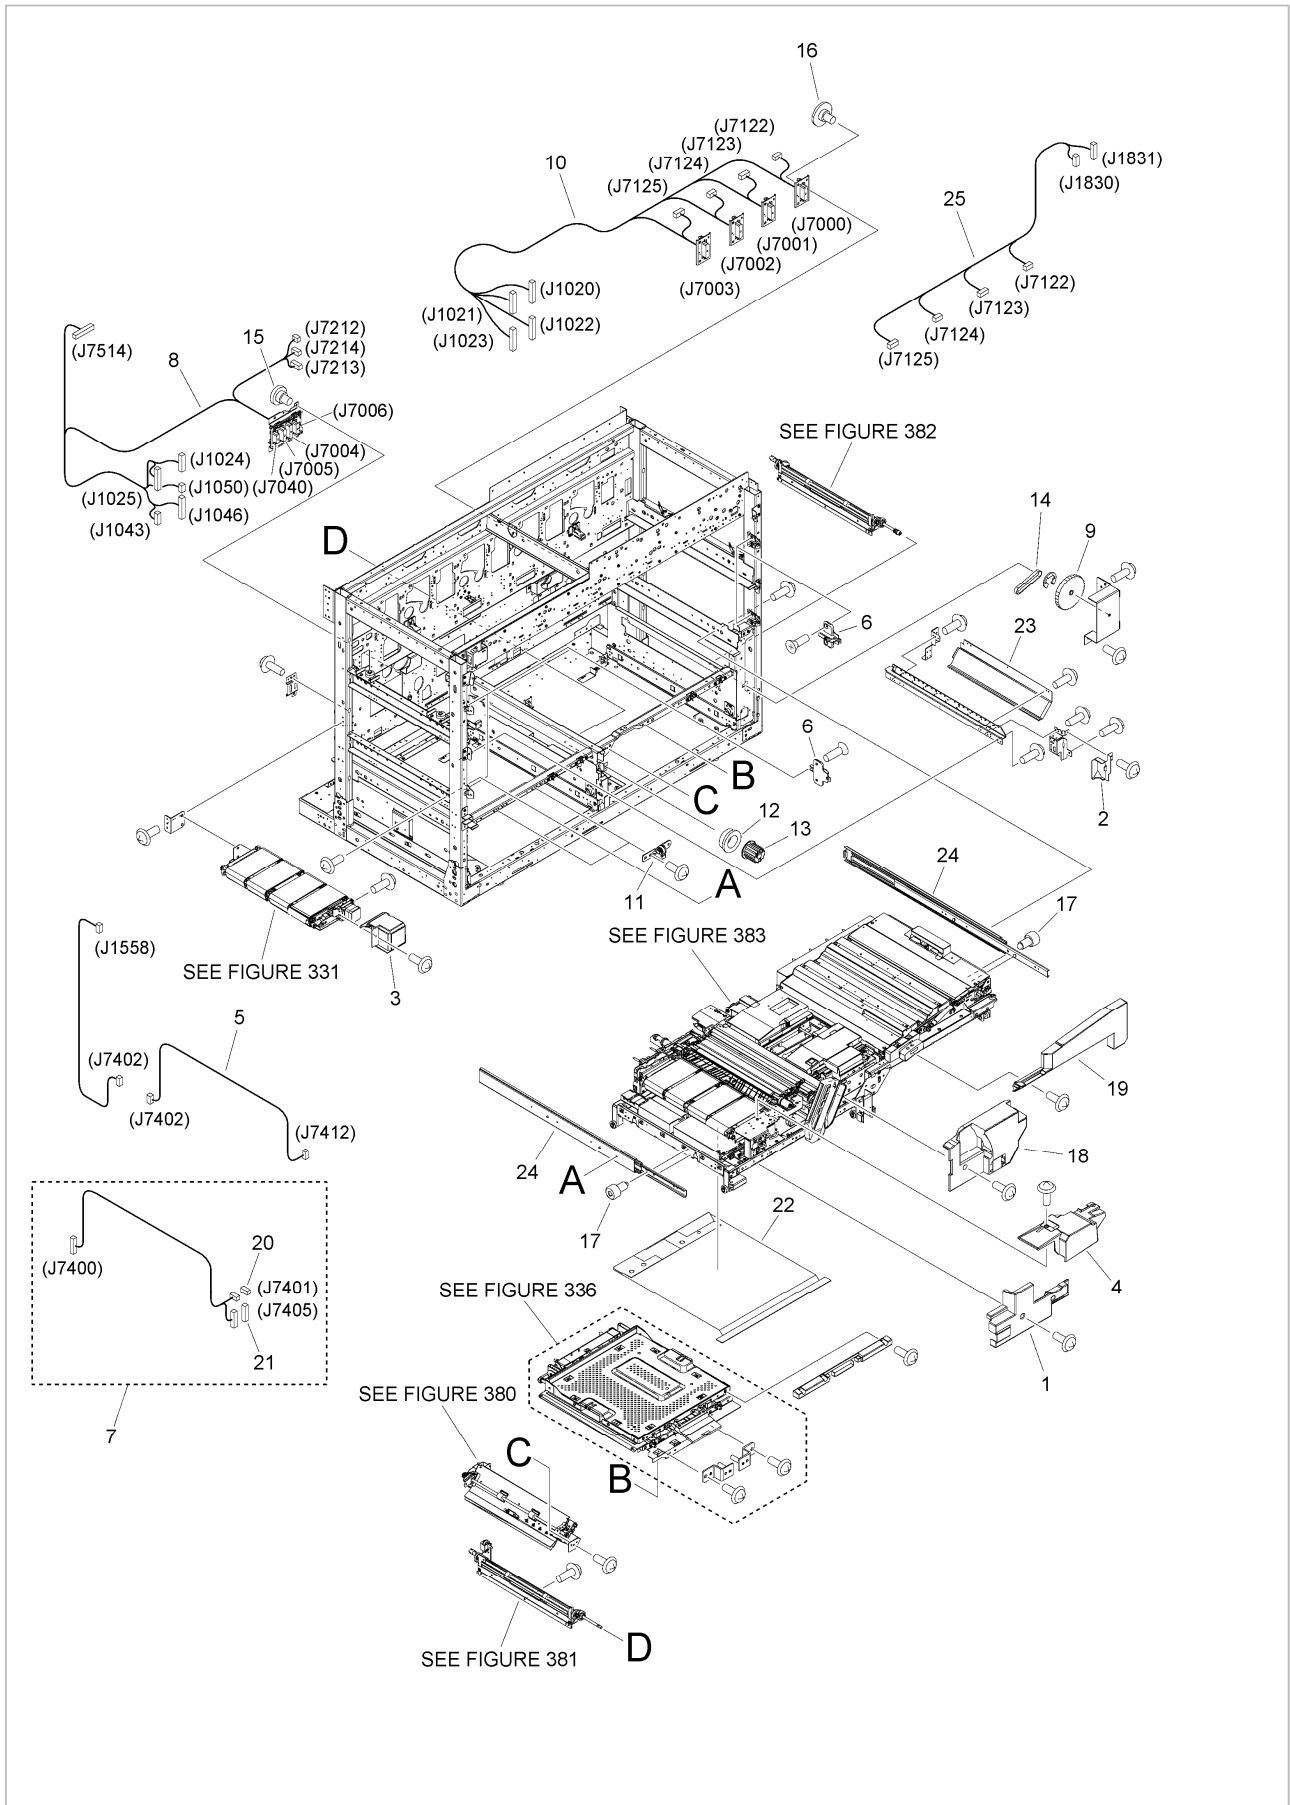 16
(J7122)
(J7123)
(J7124)
(J7125)
10
(J1831)
(J1830)
25
(J7000)
(J7001)
(J7002)
(J7003)
(J1020)
(J1021)
(J1022)
(J1023)
(J7122)
(J7123)
(J7124)
(J7125)
(J7514)
8
15
(J7212)
(J7214)
(J7213)
(J7006)
(J7004)
(J7005)
(J7040)
(J1024)
(J1025)
(J1050)
(J1046)
(J1043)
SEE FIGURE 382
D
14
9
6
23
6
B
C
2
12
13
A
11
24
17
SEE FIGURE 383
(J1558)
SEE FIGURE 331
3
5
(J7402)
(J7402)
(J7412)
19
18
24
A
17
22
4
(J7400)
20
(J7401)
(J7405)
21
7
SEE FIGURE 336
1
SEE FIGURE 380
C
B
D
SEE FIGURE 381